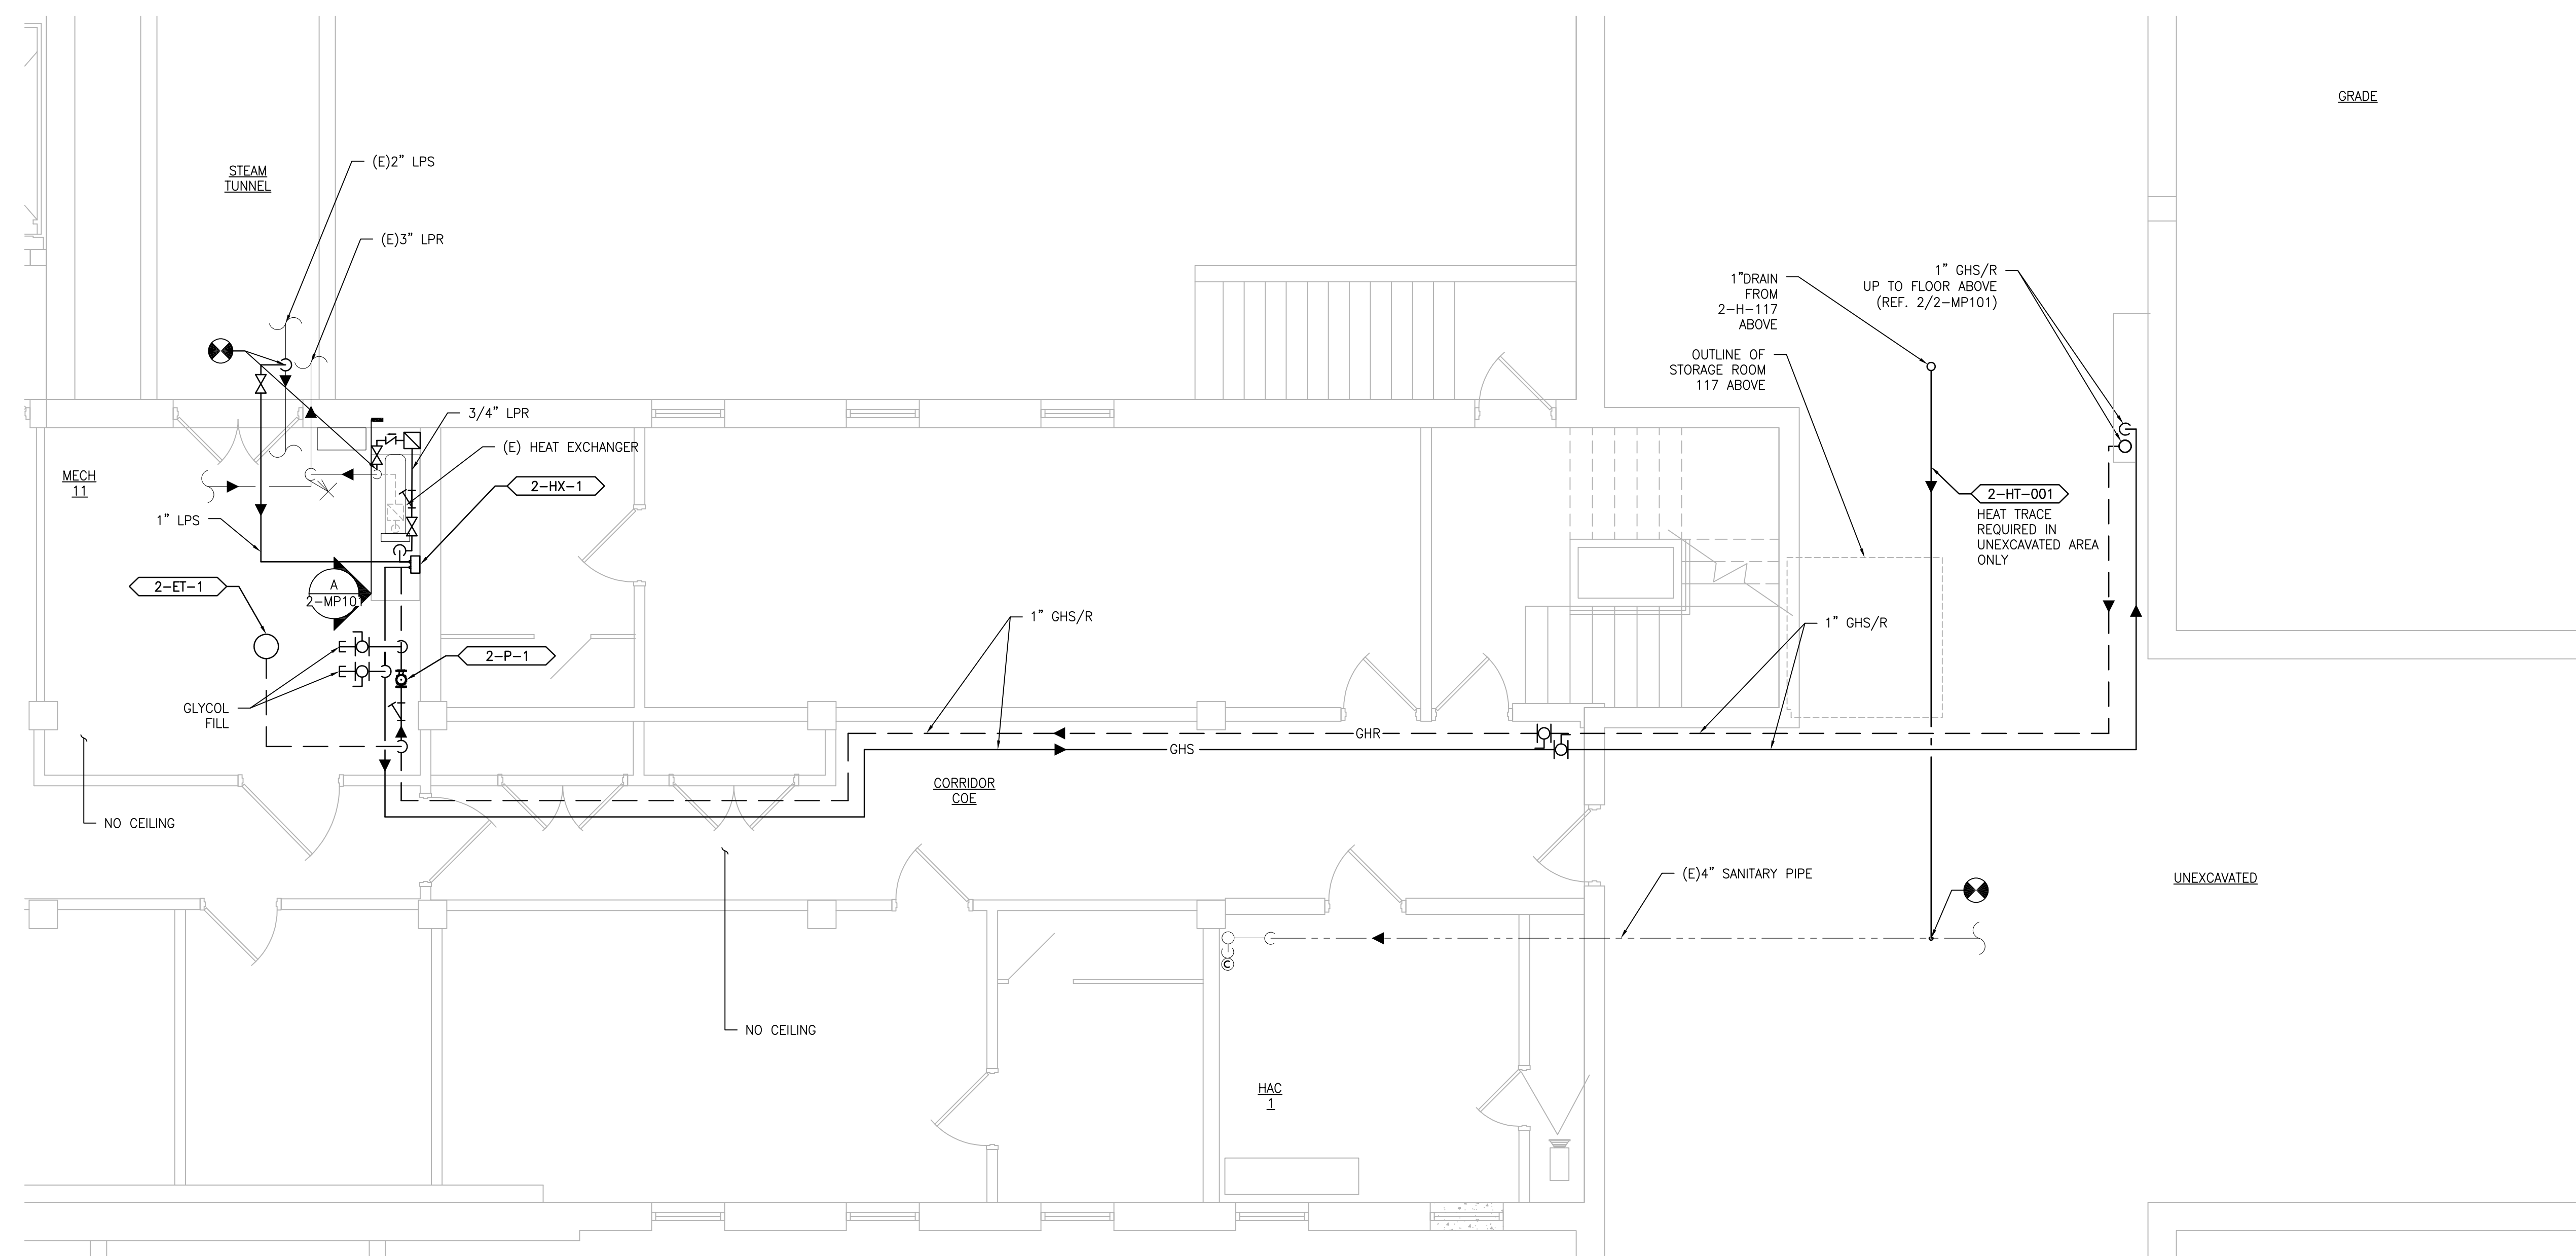 GRADE
(E)2" LPS
STEAM
TUNNEL
(E)3" LPR
1"DRAIN
FROM
2-H-117
ABOVE
1" GHS/R
UP TO FLOOR ABOVE
(REF. 2/2-MP101)
OUTLINE OF
STORAGE ROOM
117 ABOVE
3/4" LPR
(E) HEAT EXCHANGER
MECH
11
2-HX-1
2-HT-001
HEAT TRACE
REQUIRED IN
UNEXCAVATED AREA
ONLY
1" LPS
2-ET-1
A
2-MP101
1" GHS/R
1" GHS/R
2-P-1
GLYCOL
FILL
GHR
GHS
CORRIDOR
COE
NO CEILING
(E)4" SANITARY PIPE
UNEXCAVATED
C
NO CEILING
HAC
1